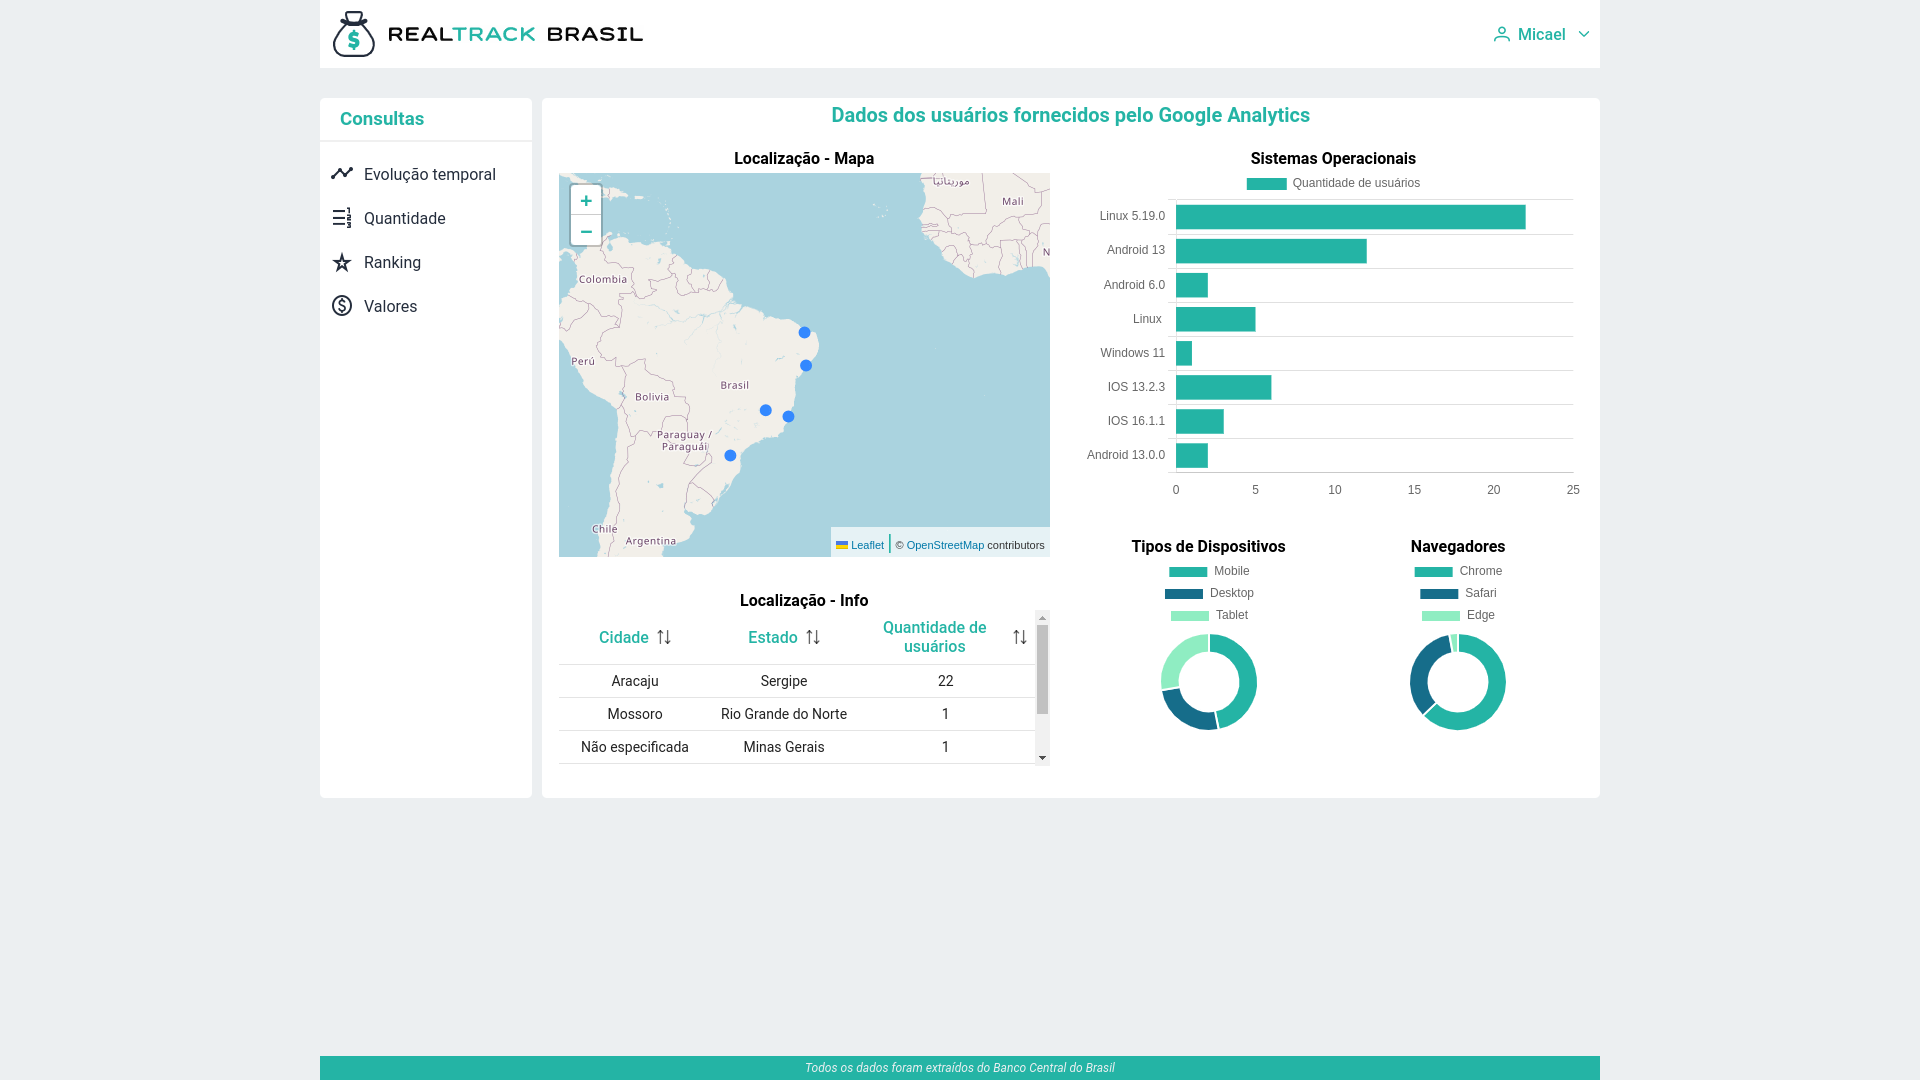 REALTRACK BRASIL
Micael
Consultas
Evolução temporal
Quantidade
Ranking
Valores
Dados dos usuários fornecidos pelo Google Analytics
Localização - Mapa
+
−
موريتانيا
Mali
N
Colombia
Perú
Brasil
Bolivia
Paraguay /
Paraguái
Chile
Argentina
Leaflet | © OpenStreetMap contributors
Localização - Info
Cidade
Estado
Quantidade de
usuários
Aracaju Sergipe 22
Mossoro Rio Grande do Norte 1
Não especificada Minas Gerais 1
Sistemas Operacionais
Quantidade de usuários
Linux 5.19.0
Android 13
Android 6.0
Linux
Windows 11
IOS 13.2.3
IOS 16.1.1
Android 13.0.0
0 5 10 15 20 25
Tipos de Dispositivos
Mobile
Desktop
Tablet
Navegadores
Chrome
Safari
Edge
Todos os dados foram extraídos do Banco Central do Brasil